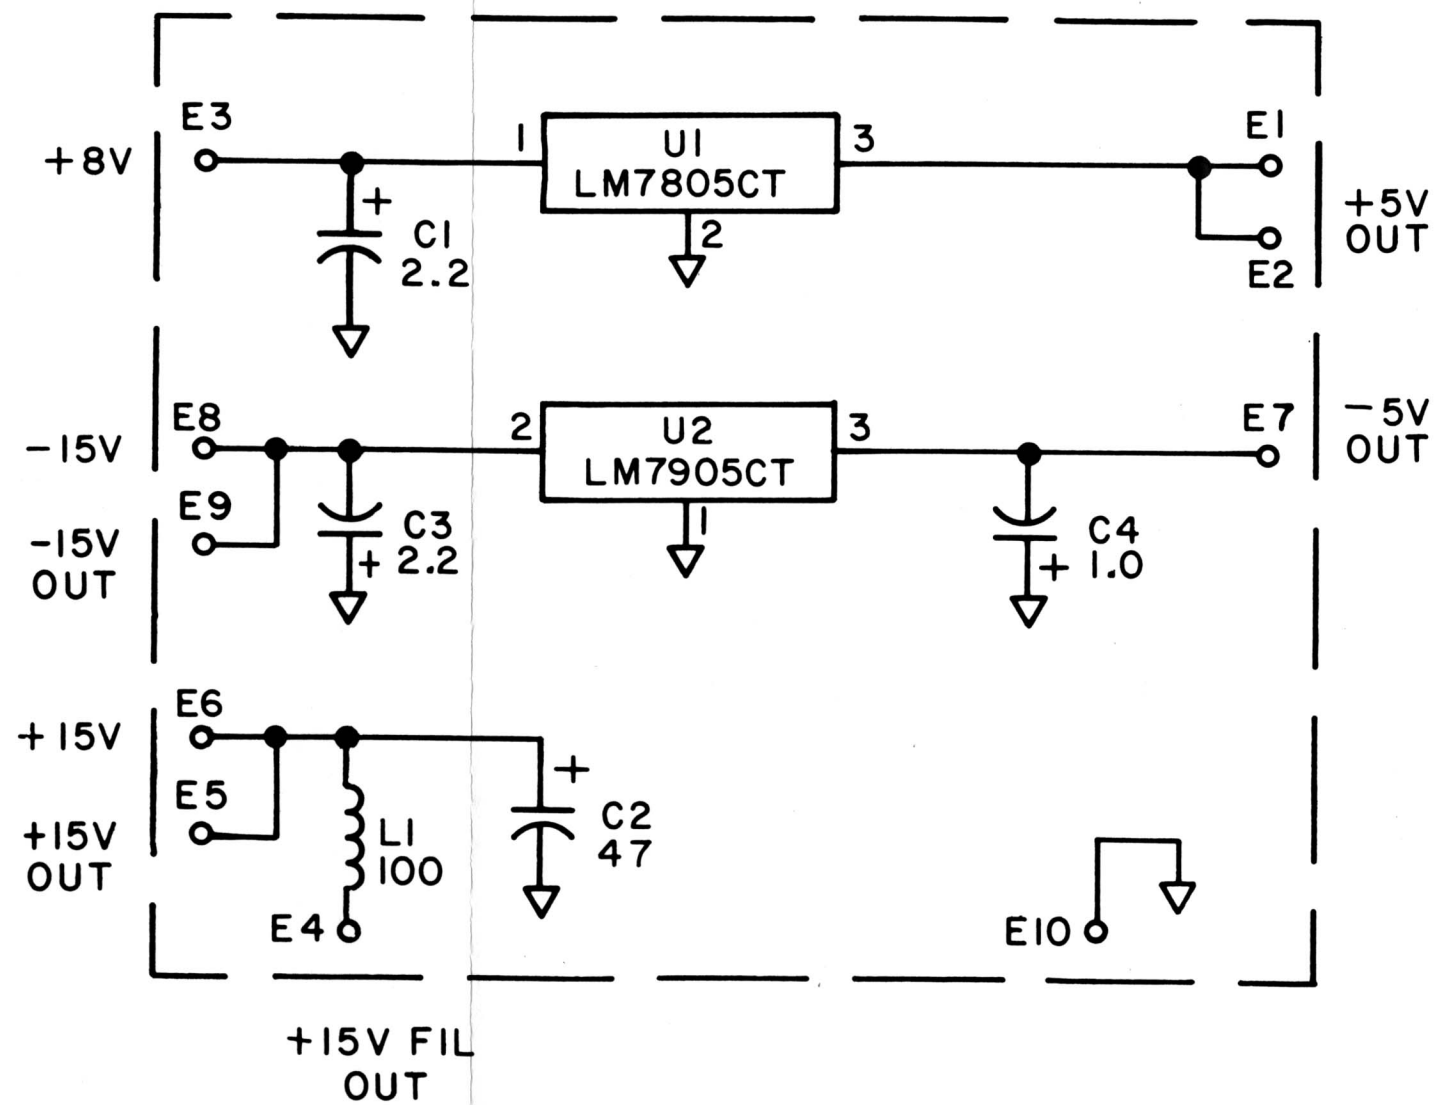 E3
+8V
1
U1
LM7805CT
3
2
+
C1
2.2
E1
+5V
OUT
E2
E8
-15V
E9
-15V
OUT
C3
+ 2.2
2
U2
LM7905CT
3
1
C4
+ 1.0
E7
-5V
OUT
E6
+15V
E5
+15V
OUT
L1
100
E4
+
C2
47
E10
+15V FIL
OUT